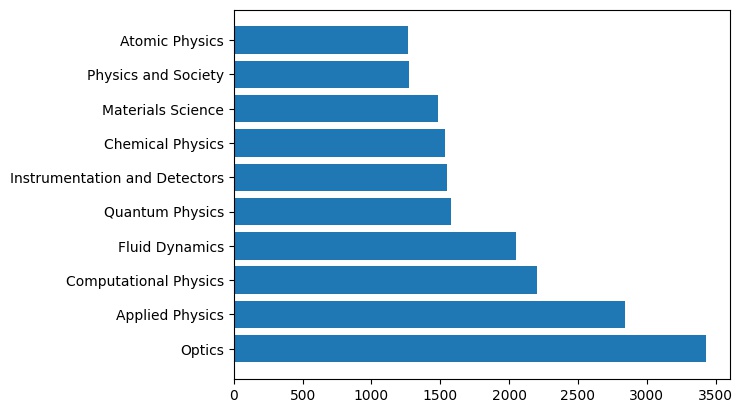 Atomic Physics
Physics and Society
Materials Science
Chemical Physics
Instrumentation and Detectors
Quantum Physics
Fluid Dynamics
Computational Physics
Applied Physics
Optics
0 500 1000 1500 2000 2500 3000 3500